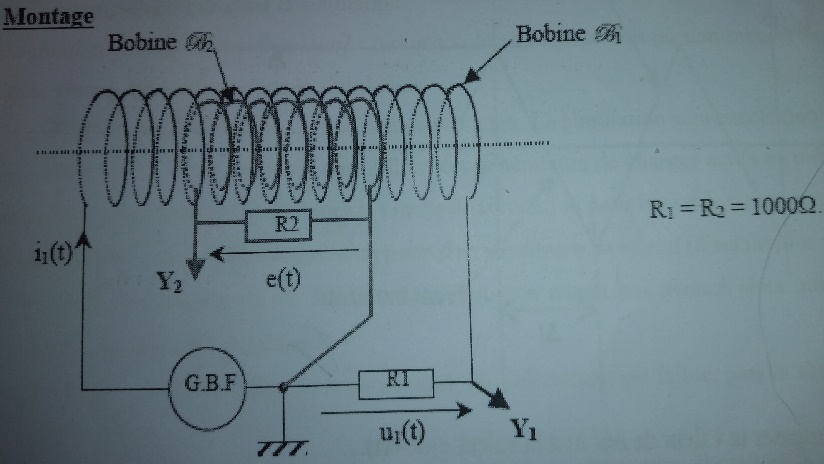 Montage
Bobine ℬ2
Bobine ℬ1
R2
R1 = R2 = 1000Ω.
i1(t)
Y2
e(t)
G.B.F
R1
u1(t)
Y1